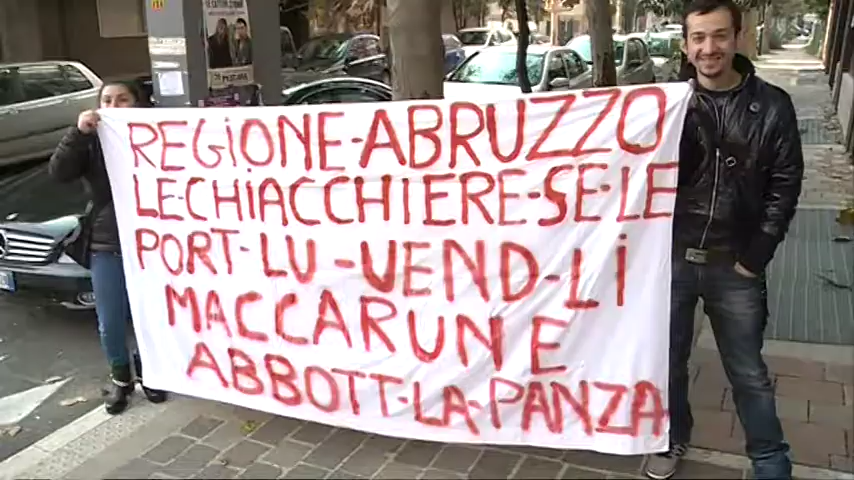 REGiONE-ABRUZZO
LE-CHiACCHIERE-SE-LE
PORT-LU-VEND-Li
MACCARUNE
ABBOTT-LA-PANZA